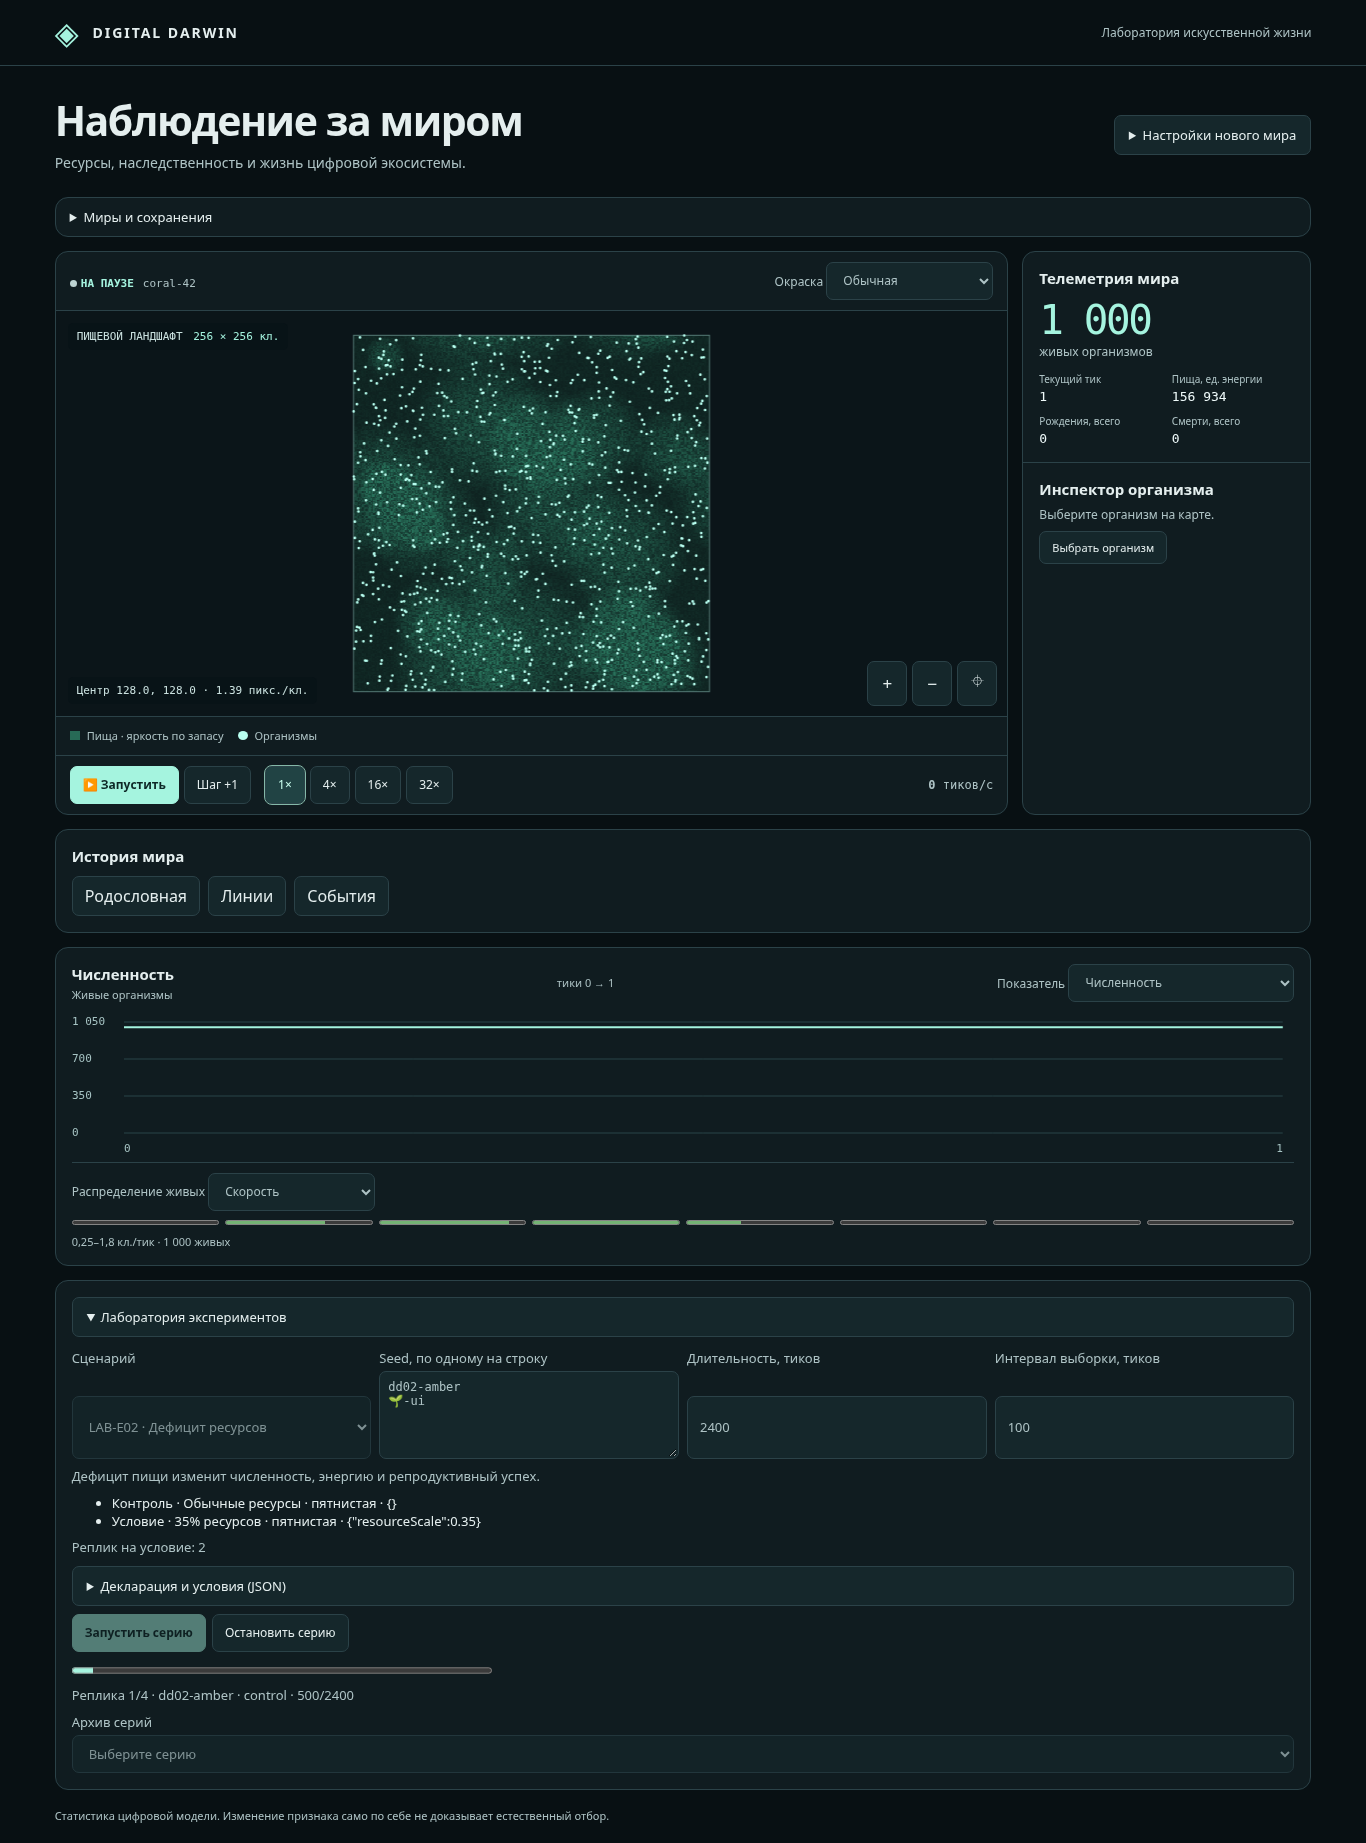 DIGITAL DARWIN
Лаборатория искусственной жизни
Наблюдение за миром
Ресурсы, наследственность и жизнь цифровой экосистемы.
▶ Настройки нового мира
▶ Миры и сохранения
НА ПАУЗЕ coral-42
Окраска Обычная
ПИЩЕВОЙ ЛАНДШАФТ 256 × 256 кл.
Центр 128.0, 128.0 · 1.39 пикс./кл.
+ −
Пища · яркость по запасу Организмы
▶️ Запустить Шаг +1 1× 4× 16× 32×
0 тиков/с
Телеметрия мира
1 000
живых организмов
Текущий тик Пища, ед. энергии
1 156 934
Рождения, всего Смерти, всего
0 0
Инспектор организма
Выберите организм на карте.
Выбрать организм
История мира
Родословная Линии События
Численность
Живые организмы
тики 0 → 1
Показатель Численность
1 050
700
350
0
0 1
Распределение живых Скорость
0,25–1,8 кл./тик · 1 000 живых
▼ Лаборатория экспериментов
Сценарий Seed, по одному на строку Длительность, тиков Интервал выборки, тиков
dd02-amber
🌱-ui
LAB-E02 · Дефицит ресурсов 2400 100
Дефицит пищи изменит численность, энергию и репродуктивный успех.
• Контроль · Обычные ресурсы · пятнистая · {}
• Условие · 35% ресурсов · пятнистая · {"resourceScale":0.35}
Реплик на условие: 2
▶ Декларация и условия (JSON)
Запустить серию Остановить серию
Реплика 1/4 · dd02-amber · control · 500/2400
Архив серий
Выберите серию
Статистика цифровой модели. Изменение признака само по себе не доказывает естественный отбор.